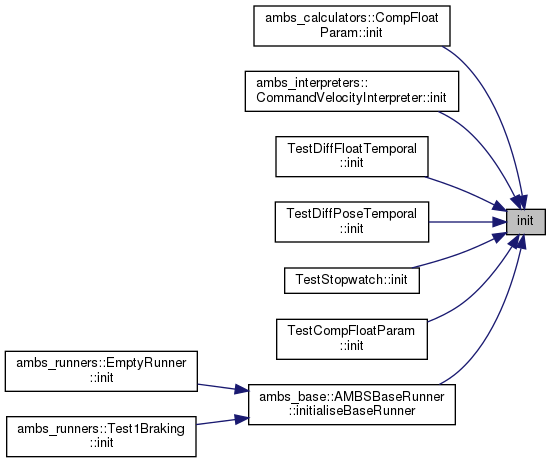 ambs_calculators::CompFloat
Param::init
ambs_interpreters::
CommandVelocityInterpreter::init
TestDiffFloatTemporal
::init
TestDiffPoseTemporal
::init
init
TestStopwatch::init
TestCompFloatParam
::init
ambs_runners::EmptyRunner
::init
ambs_base::AMBSBaseRunner
::initialiseBaseRunner
ambs_runners::Test1Braking
::init